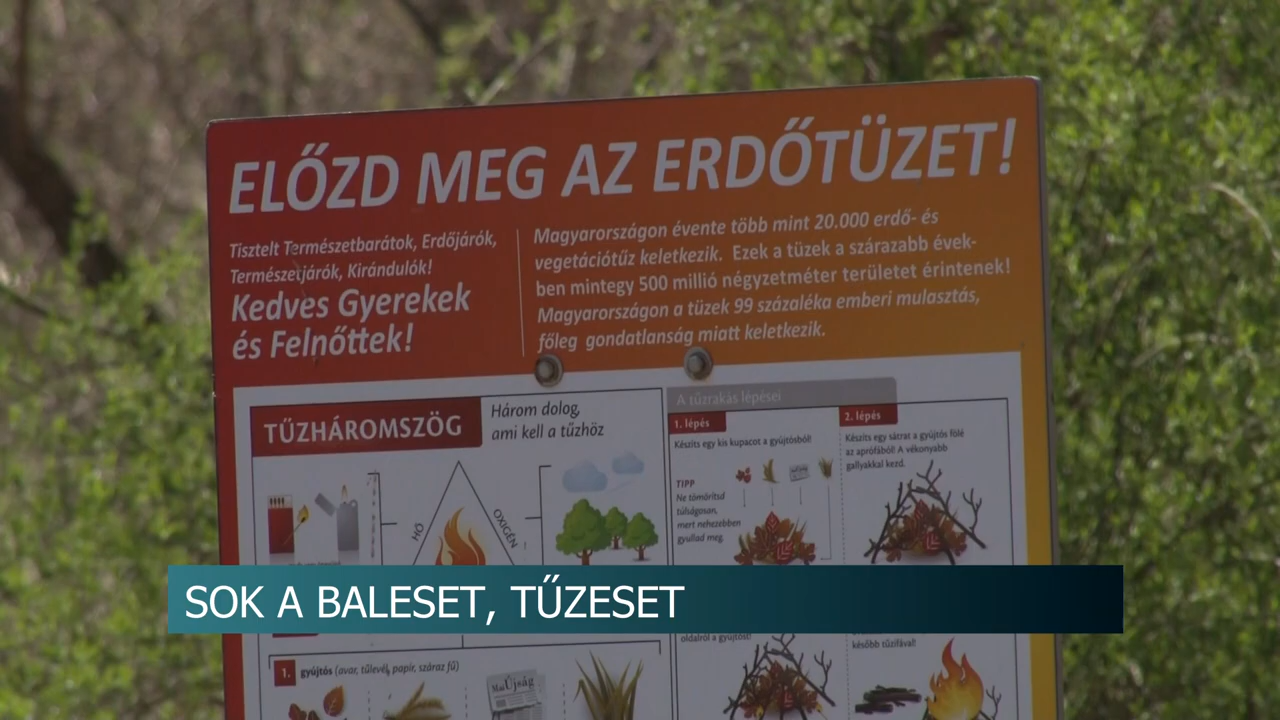 ELŐZD MEG AZ ERDŐTÜZET!
Tisztelt Természetbarátok, Erdőjárók,
Természetjárók, Kirándulók!
Kedves Gyerekek
és Felnőttek!
Magyarországon évente több mint 20.000 erdő- és
vegetációtűz keletkezik. Ezek a tüzek a szárazabb évek-
ben mintegy 500 millió négyzetméter területet érintenek!
Magyarországon a tüzek 99 százaléka emberi mulasztás,
főleg gondatlanság miatt keletkezik.
TŰZHÁROMSZÖG
Három dolog,
ami kell a tűzhöz
HŐ
OXIGÉN
A tűzrakás lépései
1. lépés
Készíts egy kis kupacot a gyújtósból!
TIPP
Ne tömörítsd
túlságosan,
mert nehezebben
gyullad meg.
2. lépés
Készíts egy sátrat a gyújtós fölé
az aprófából! A vékonyabb
gallyakkal kezd.
SOK A BALESET, TŰZESET
oldalról a gyújtóst!
később tűzifával!
1. gyújtós (avar, tűlevél, papír, száraz fű)
Mai Újság